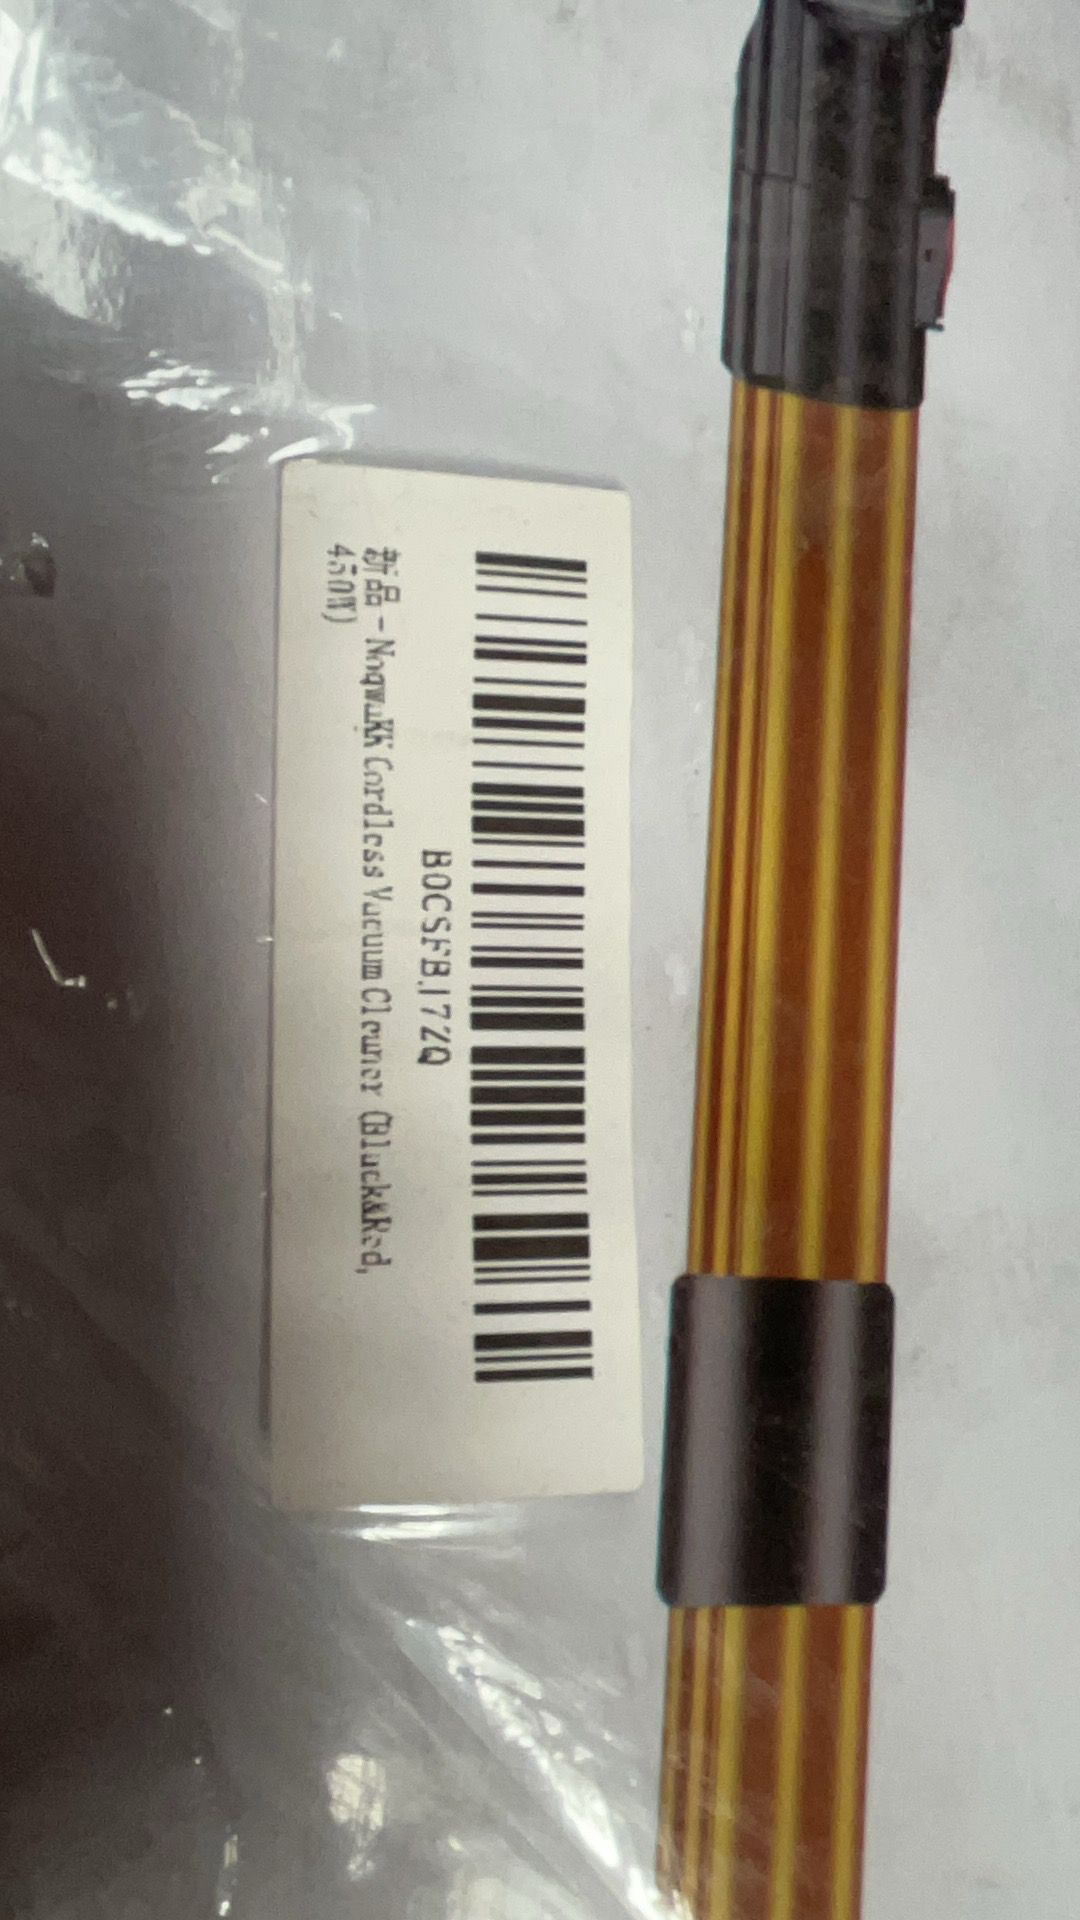 B0CSFBJ7ZQ
新品 - NoqwaKK Cordless Vacuum Cleaner (Black&Red,
450W)